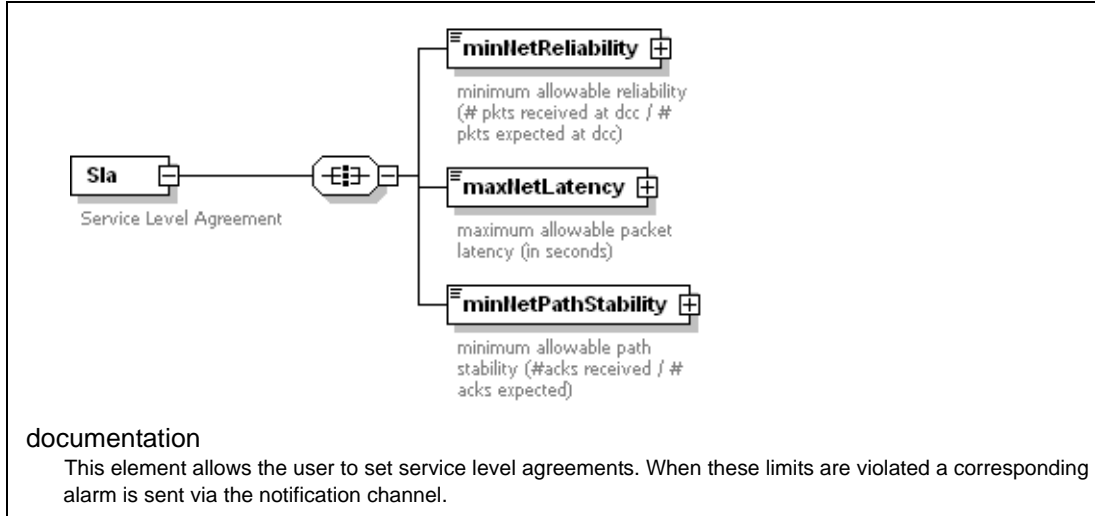 minNetReliability
minimum allowable reliability
(# pkts received at dcc / #
pkts expected at dcc)
Sla
Service Level Agreement
maxNetLatency
maximum allowable packet
latency (in seconds)
minNetPathStability
minimum allowable path
stability (#acks received / #
acks expected)
documentation
This element allows the user to set service level agreements. When these limits are violated a corresponding
alarm is sent via the notification channel.